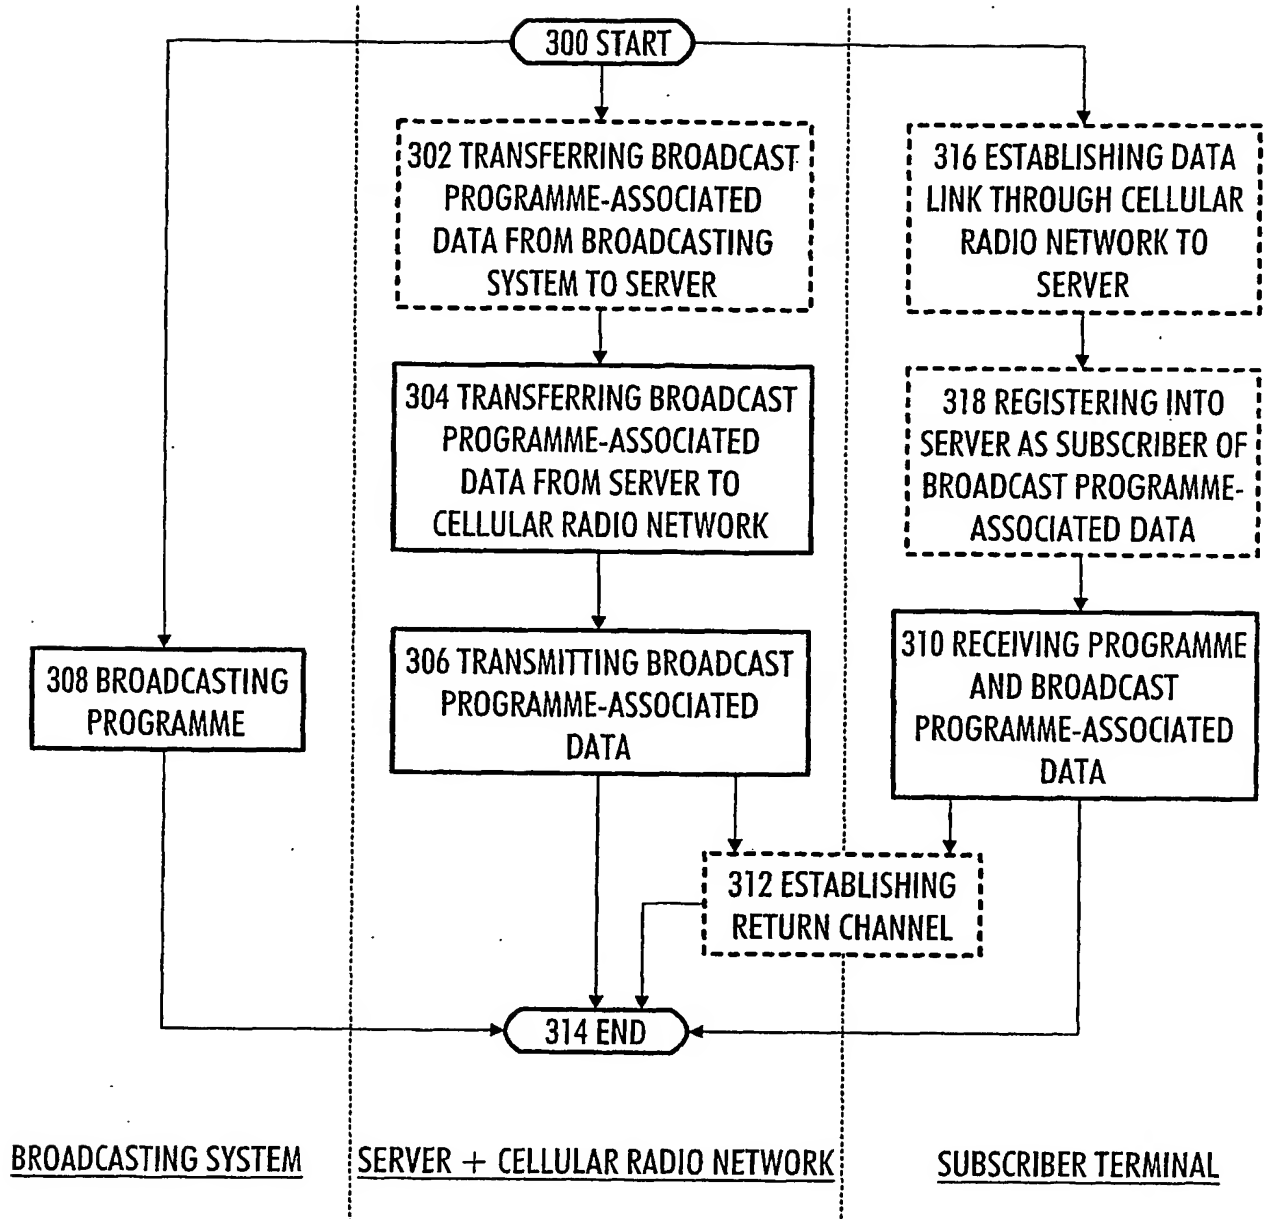 300 START
302 TRANSFERRING BROADCAST
PROGRAMME-ASSOCIATED
DATA FROM BROADCASTING
SYSTEM TO SERVER
316 ESTABLISHING DATA
LINK THROUGH CELLULAR
RADIO NETWORK TO
SERVER
304 TRANSFERRING BROADCAST
PROGRAMME-ASSOCIATED
DATA FROM SERVER TO
CELLULAR RADIO NETWORK
318 REGISTERING INTO
SERVER AS SUBSCRIBER OF
BROADCAST PROGRAMME-
ASSOCIATED DATA
308 BROADCASTING
PROGRAMME
306 TRANSMITTING BROADCAST
PROGRAMME-ASSOCIATED
DATA
310 RECEIVING PROGRAMME
AND BROADCAST
PROGRAMME-ASSOCIATED
DATA
312 ESTABLISHING
RETURN CHANNEL
314 END
BROADCASTING SYSTEM
SERVER + CELLULAR RADIO NETWORK
SUBSCRIBER TERMINAL